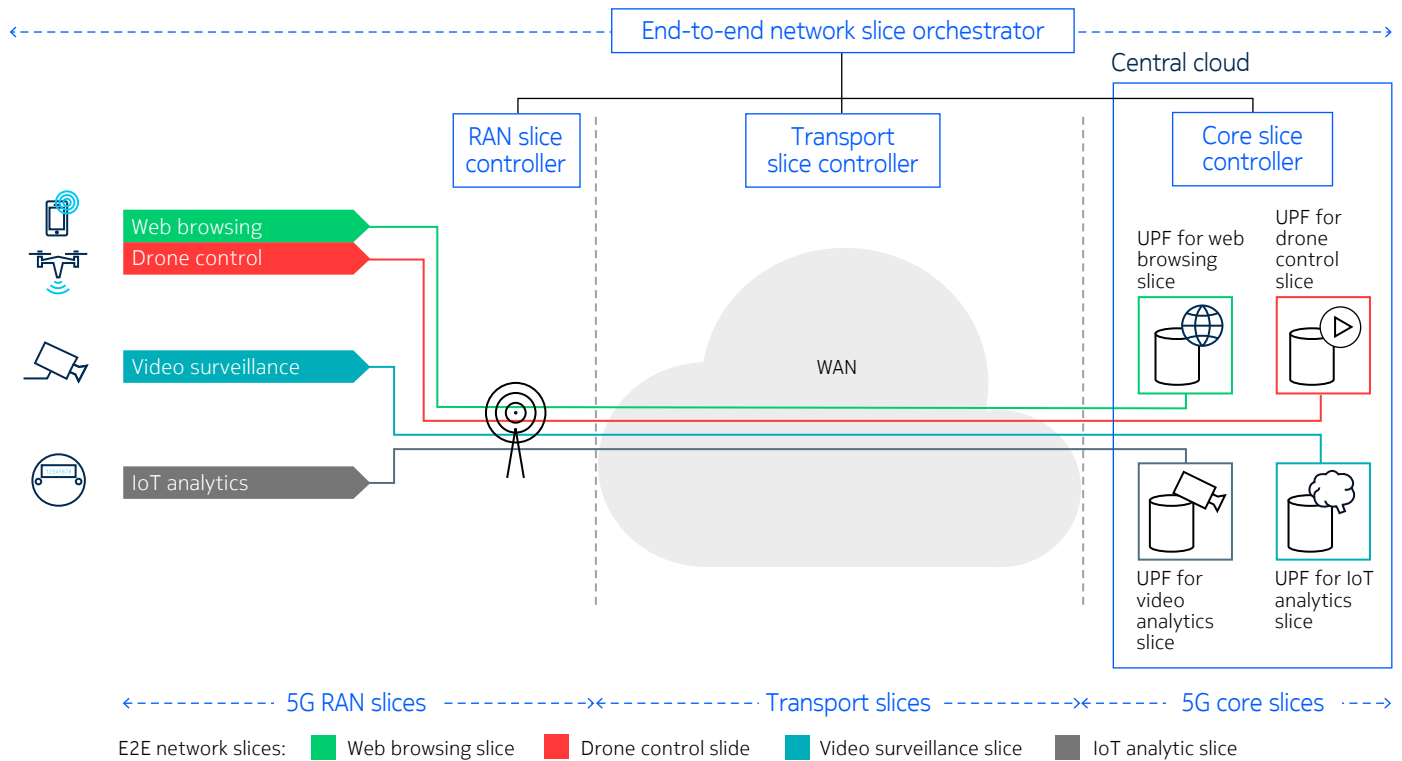 End-to-end network slice orchestrator
Central cloud
RAN slice
controller
Transport
slice controller
Core slice
controller
Web browsing
Drone control
Video surveillance
IoT analytics
12345678
WAN
UPF for web
browsing
slice
UPF for
drone
control
slice
UPF for
video
analytics
slice
UPF for IoT
analytics
slice
5G RAN slices
Transport slices
5G core slices
E2E network slices:
Web browsing slice
Drone control slide
Video surveillance slice
IoT analytic slice